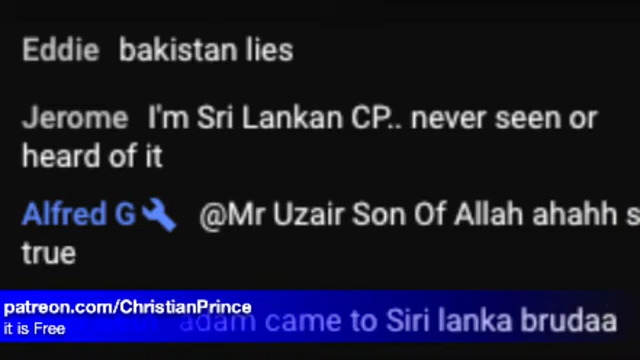 Eddie bakistan lies
Jerome I'm Sri Lankan CP.. never seen or
heard of it
Alfred G @Mr Uzair Son Of Allah ahahh s
true
patreon.com/ChristianPrince
it is Free
adam came to Siri lanka brudaa